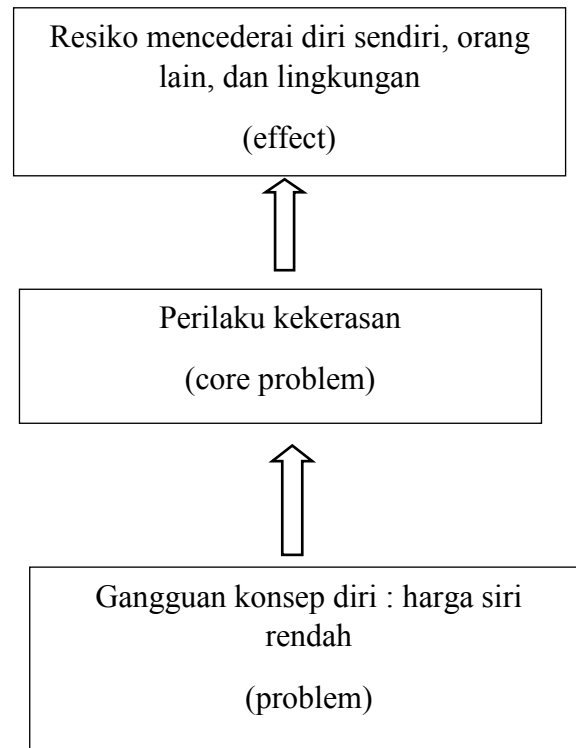 Resiko mencederai diri sendiri, orang
lain, dan lingkungan
(effect)
Perilaku kekerasan
(core problem)
Gangguan konsep diri : harga siri
rendah
(problem)